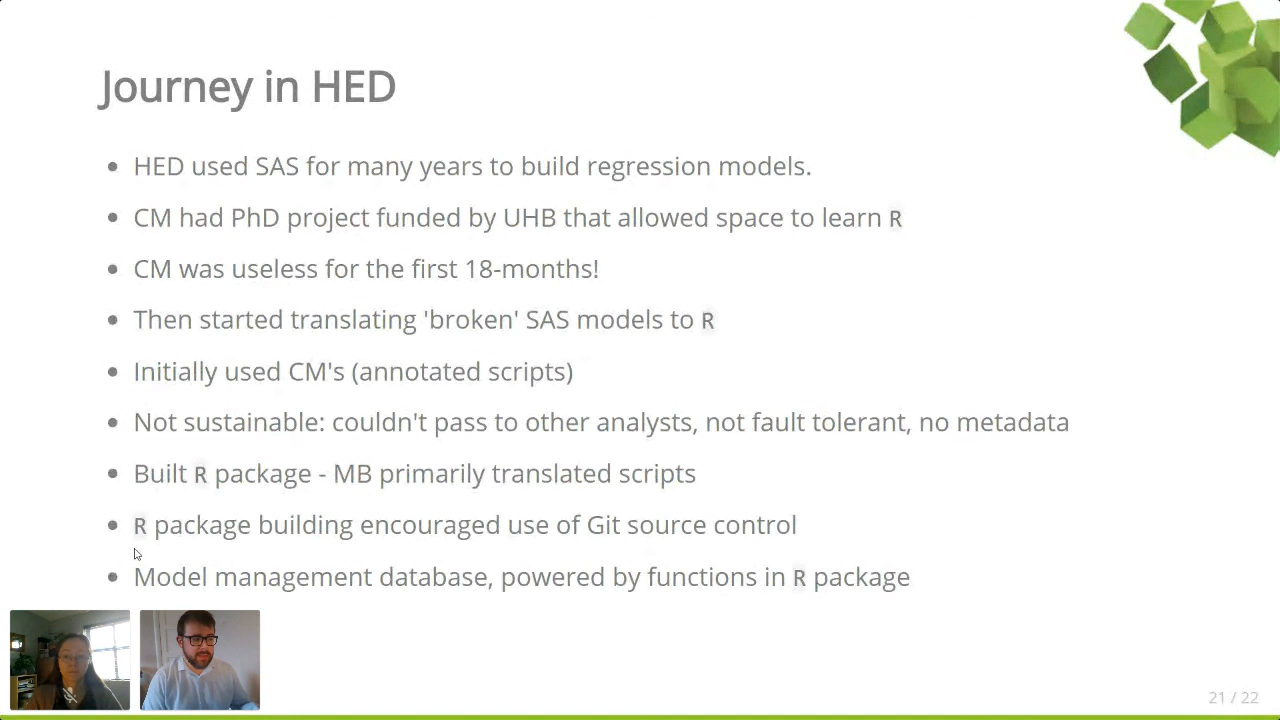 Journey in HED
HED used SAS for many years to build regression models.
CM had PhD project funded by UHB that allowed space to learn R
CM was useless for the first 18-months!
Then started translating 'broken' SAS models to R
Initially used CM's (annotated scripts)
Not sustainable: couldn't pass to other analysts, not fault tolerant, no metadata
Built R package - MB primarily translated scripts
R package building encouraged use of Git source control
Model management database, powered by functions in R package
21 / 22